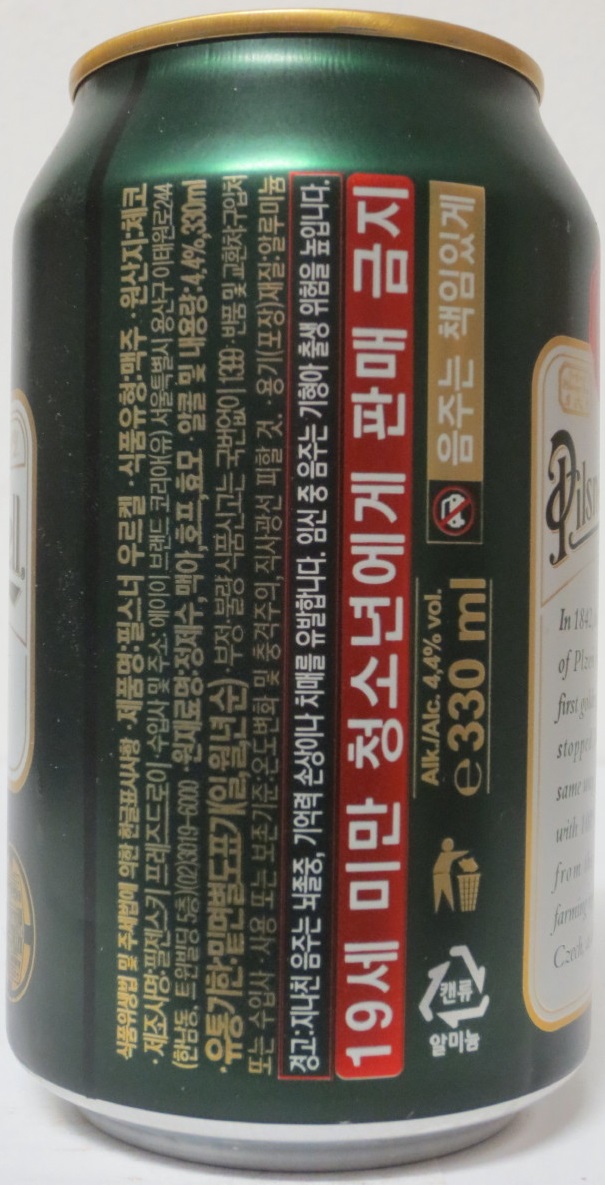 식품위생법 및 주세법에 의한 한글표시사항 · 제품명:필스너 우르켈 · 식품유형:맥주 · 원산지:체코
· 제조사명:필젠스키 프레즈드로이 · 수입사 및 주소: 에이아이 브랜드 코리아(유) 서울특별시 용산구 이태원로244
(한남동, 트윈빌딩 5층)(02)3019-6000 · 원재료명:정제수, 맥아,호프,효모 · 알콜 및 내용량:4.4%,330ml
· 유통기한:밑면별도표기(일,월,년 순) · 부정·불량 식품신고는 국번없이 1399 · 반품 및 교환처:구입처
또는 수입사 · 사용 또는 보존기준:온도변화 및 충격주의, 직사광선 피할 것. · 용기(포장)재질:알루미늄
경고:지나친 음주는 뇌졸중, 기억력 손상이나 치매를 유발합니다. 임신 중 음주는 기형아 출생 위험을 높입니다.
19세 미만 청소년에게 판매 금지
음주는 책임있게
Alk./Alc. 4,4% vol.
℮330 ml
캔류
알미늄
Pils
In 184
of Plze
first gol
stopp
same
with
from
farming
Czech,